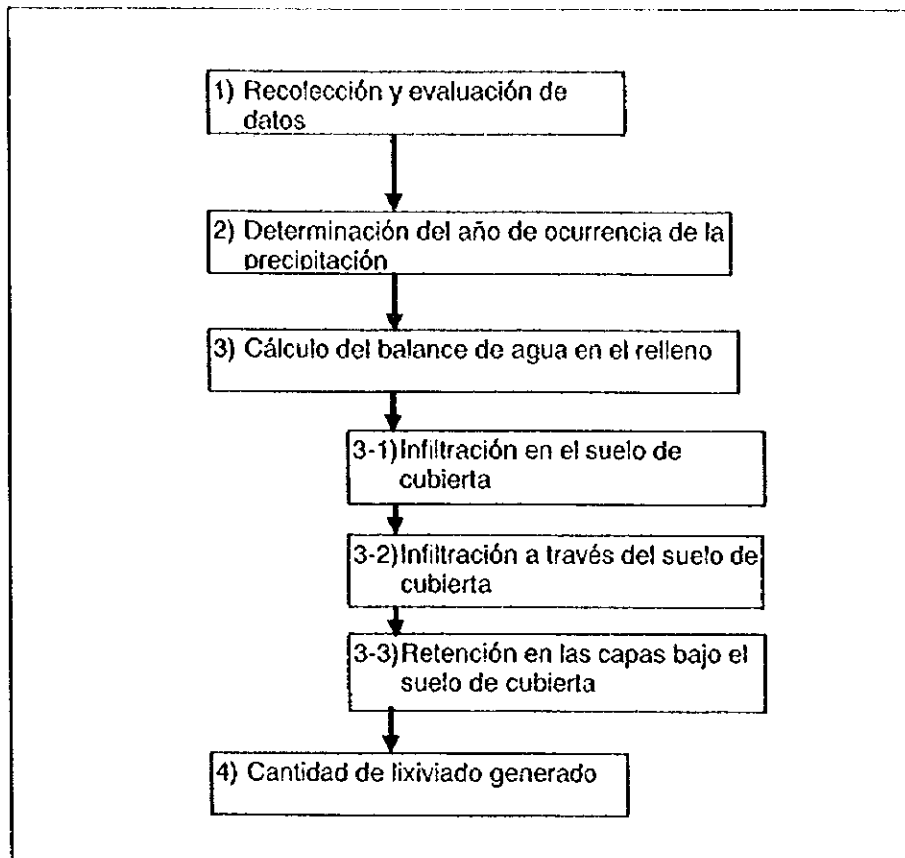 1) Recolección y evaluación de
datos
2) Determinación del año de ocurrencia de la
precipitación
3) Cálculo del balance de agua en el relleno
3-1) Infiltración en el suelo de
cubierta
3-2) Infiltración a través del suelo de
cubierta
3-3) Retención en las capas bajo el
suelo de cubierta
4) Cantidad de lixiviado generado